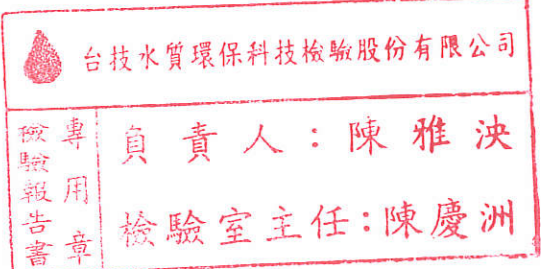 台技水質環保科技檢驗股份有限公司
檢驗報告書
專用章
負責人：陳雅泱
檢驗室主任：陳慶洲